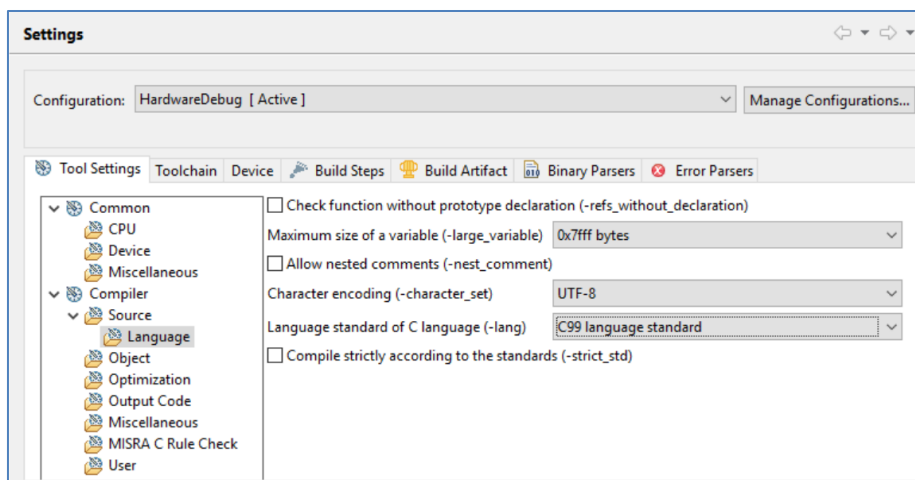 Settings
Configuration: HardwareDebug [ Active ] Manage Configurations...
Tool Settings Toolchain Device Build Steps Build Artifact Binary Parsers Error Parsers
Common
CPU
Device
Miscellaneous
Compiler
Source
Language
Object
Optimization
Output Code
Miscellaneous
MISRA C Rule Check
User
Check function without prototype declaration (-refs_without_declaration)
Maximum size of a variable (-large_variable) 0x7fff bytes
Allow nested comments (-nest_comment)
Character encoding (-character_set) UTF-8
Language standard of C language (-lang) C99 language standard
Compile strictly according to the standards (-strict_std)